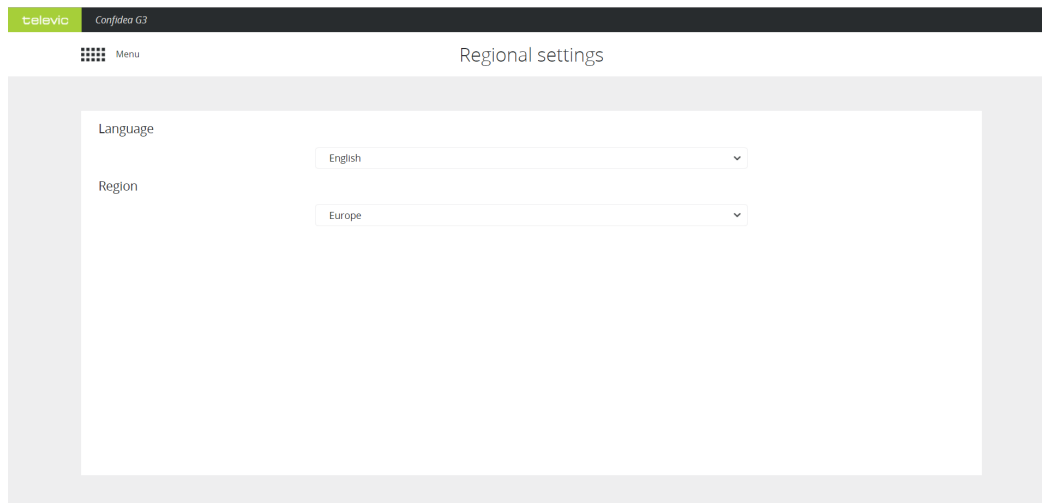 televic Confidea G3
Menu Regional settings
Language
English
Region
Europe